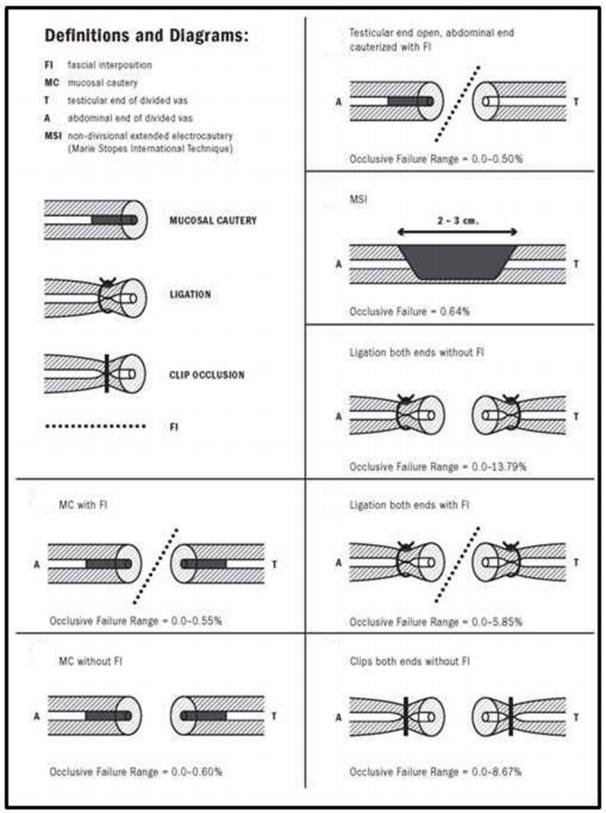 Definitions and Diagrams:
FI fascial interposition
MC mucosal cautery
T testicular end of divided vas
A abdominal end of divided vas
MSI non-divisional extended electrocautery
(Marie Stopes International Technique)
MUCOSAL CAUTERY
LIGATION
CLIP OCCLUSION
FI
MC with FI
A T
Occlusive Failure Range = 0.0–0.55%
MC without FI
A T
Occlusive Failure Range = 0.0–0.60%
Testicular end open, abdominal end
cauterized with FI
A T
Occlusive Failure Range = 0.0–0.50%
MSI
2 – 3 cm.
A T
Occlusive Failure = 0.64%
Ligation both ends without FI
A T
Occlusive Failure Range = 0.0–13.79%
Ligation both ends with FI
A T
Occlusive Failure Range = 0.0–5.85%
Clips both ends without FI
A T
Occlusive Failure Range = 0.0–8.67%